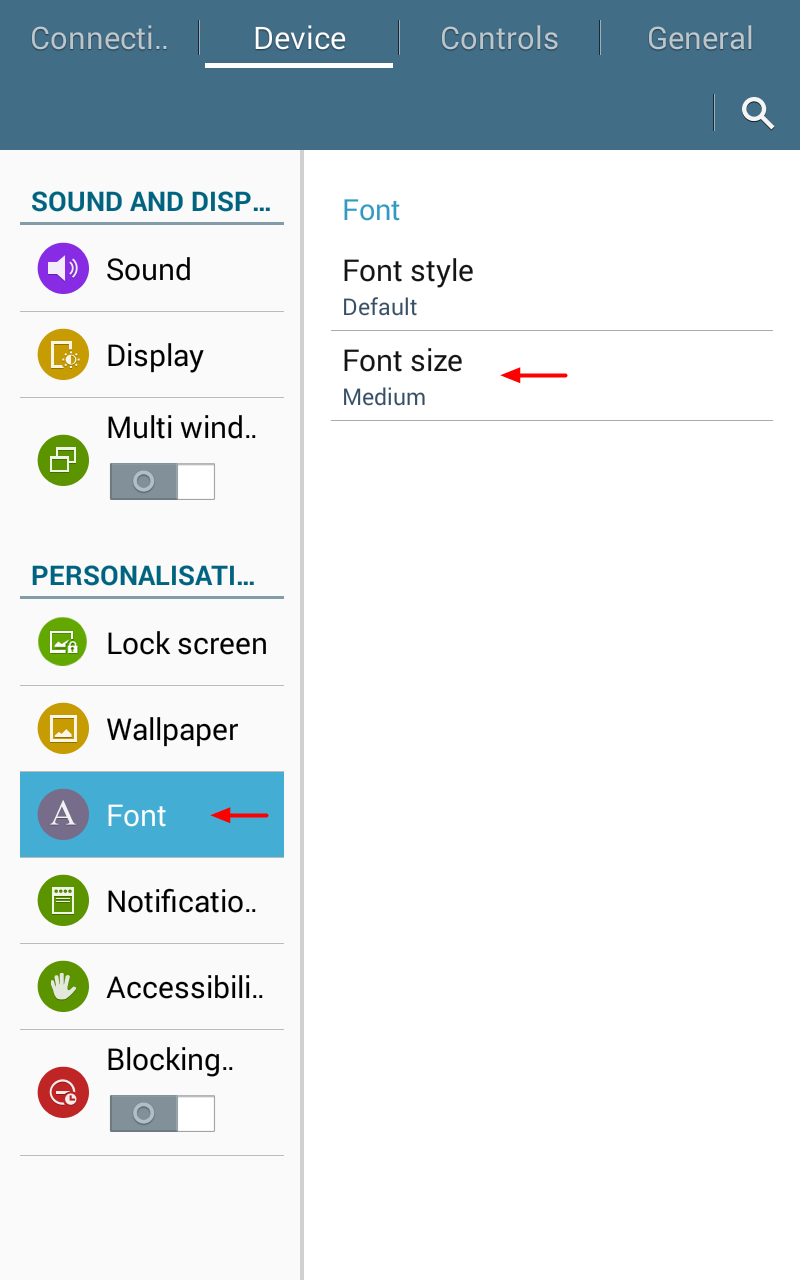 Connecti..
Device
Controls
General
SOUND AND DISP...
Sound
Display
Multi wind..
PERSONALISATI...
Lock screen
Wallpaper
A Font
Notificatio..
Accessibili..
Blocking..
Font
Font style
Default
Font size
Medium